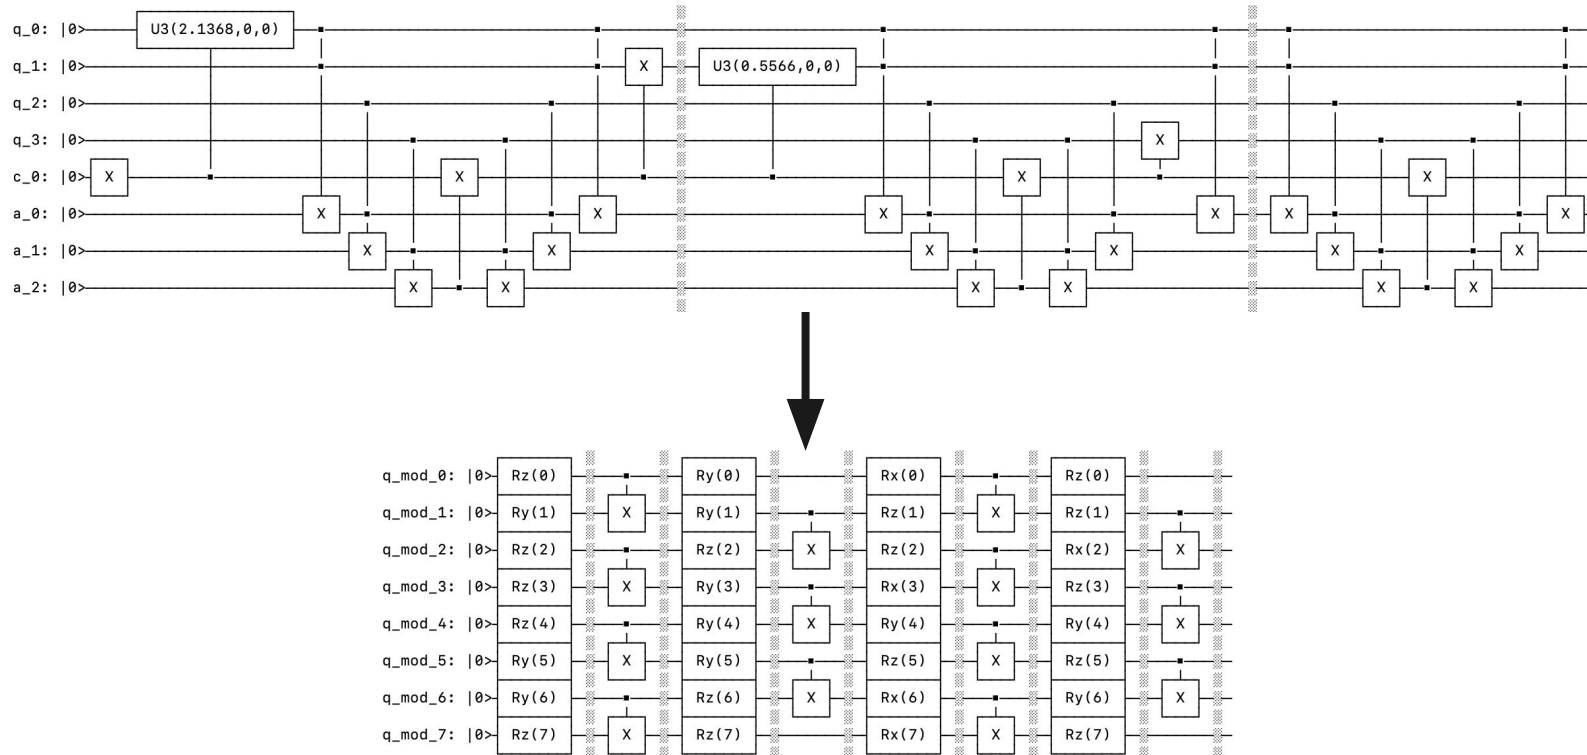 q_0: |0> U3(2.1368,0,0)
q_1: |0> X U3(0.5566,0,0)
q_2: |0>
q_3: |0> X
c_0: |0> X X X X
a_0: |0> X X X X X X
a_1: |0> X X X X X X
a_2: |0> X X X X X X
q_mod_0: |0> Rz(0) Ry(0) Rx(0) Rz(0)
q_mod_1: |0> Ry(1) X Ry(1) Rz(1) X Rz(1)
q_mod_2: |0> Rz(2) Rz(2) X Rz(2) Rx(2) X
q_mod_3: |0> Rz(3) X Ry(3) Rx(3) X Rz(3)
q_mod_4: |0> Rz(4) Ry(4) X Ry(4) Ry(4) X
q_mod_5: |0> Ry(5) X Ry(5) Rz(5) X Rz(5)
q_mod_6: |0> Ry(6) Rz(6) X Rx(6) Ry(6) X
q_mod_7: |0> Rz(7) X Rz(7) Rx(7) X Rz(7)